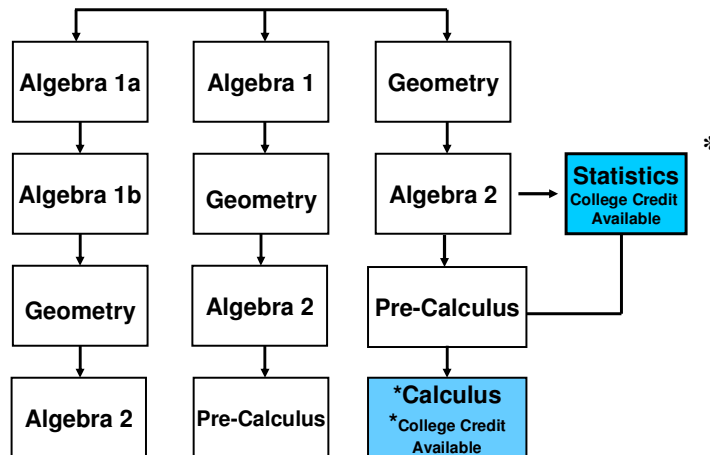 Algebra 1a
Algebra 1
Geometry
*
Algebra 1b
Geometry
Algebra 2
Statistics
College Credit
Available
Geometry
Algebra 2
Pre-Calculus
Algebra 2
Pre-Calculus
*Calculus
*College Credit
Available